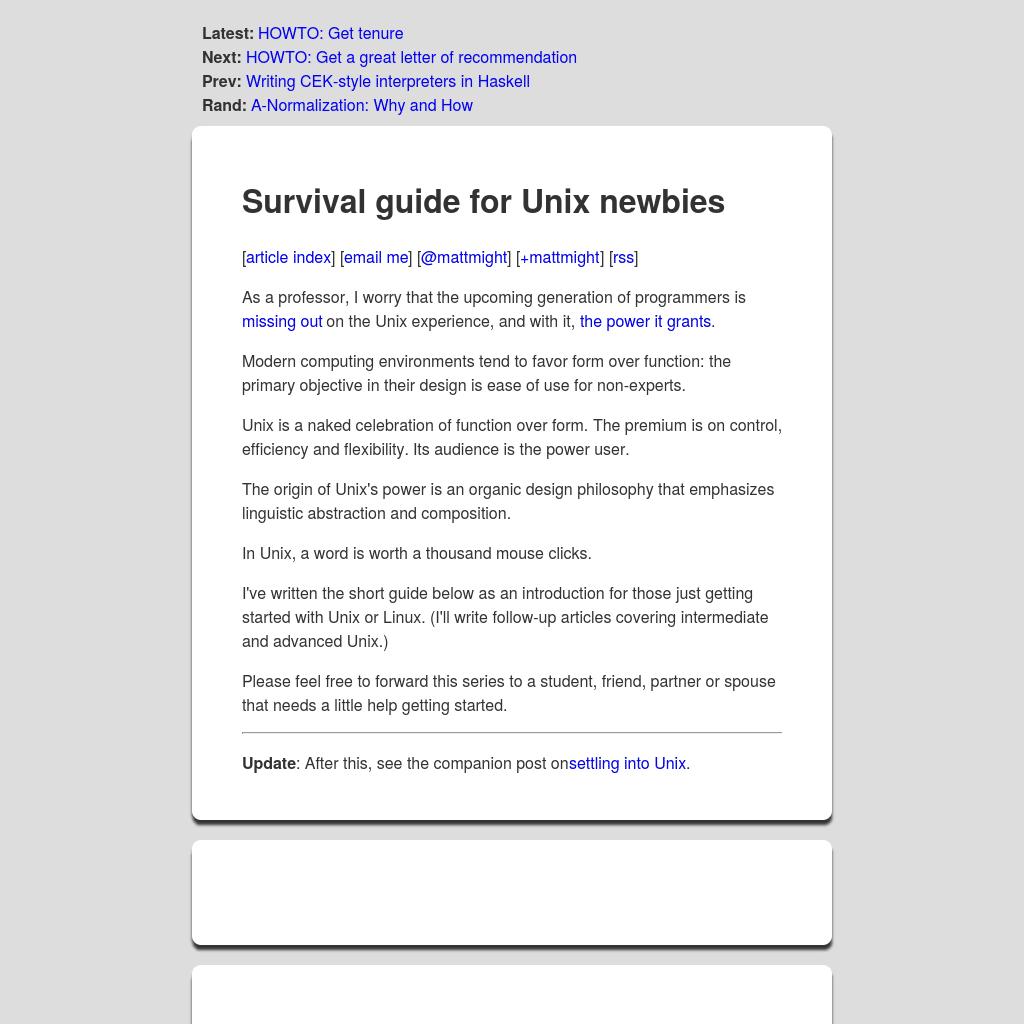 Latest: HOWTO: Get tenure
Next: HOWTO: Get a great letter of recommendation
Prev: Writing CEK-style interpreters in Haskell
Rand: A-Normalization: Why and How
Survival guide for Unix newbies
[article index] [email me] [@mattmight] [+mattmight] [rss]
As a professor, I worry that the upcoming generation of programmers is
missing out on the Unix experience, and with it, the power it grants.
Modern computing environments tend to favor form over function: the
primary objective in their design is ease of use for non-experts.
Unix is a naked celebration of function over form. The premium is on control,
efficiency and flexibility. Its audience is the power user.
The origin of Unix's power is an organic design philosophy that emphasizes
linguistic abstraction and composition.
In Unix, a word is worth a thousand mouse clicks.
I've written the short guide below as an introduction for those just getting
started with Unix or Linux. (I'll write follow-up articles covering intermediate
and advanced Unix.)
Please feel free to forward this series to a student, friend, partner or spouse
that needs a little help getting started.
Update: After this, see the companion post onsettling into Unix.